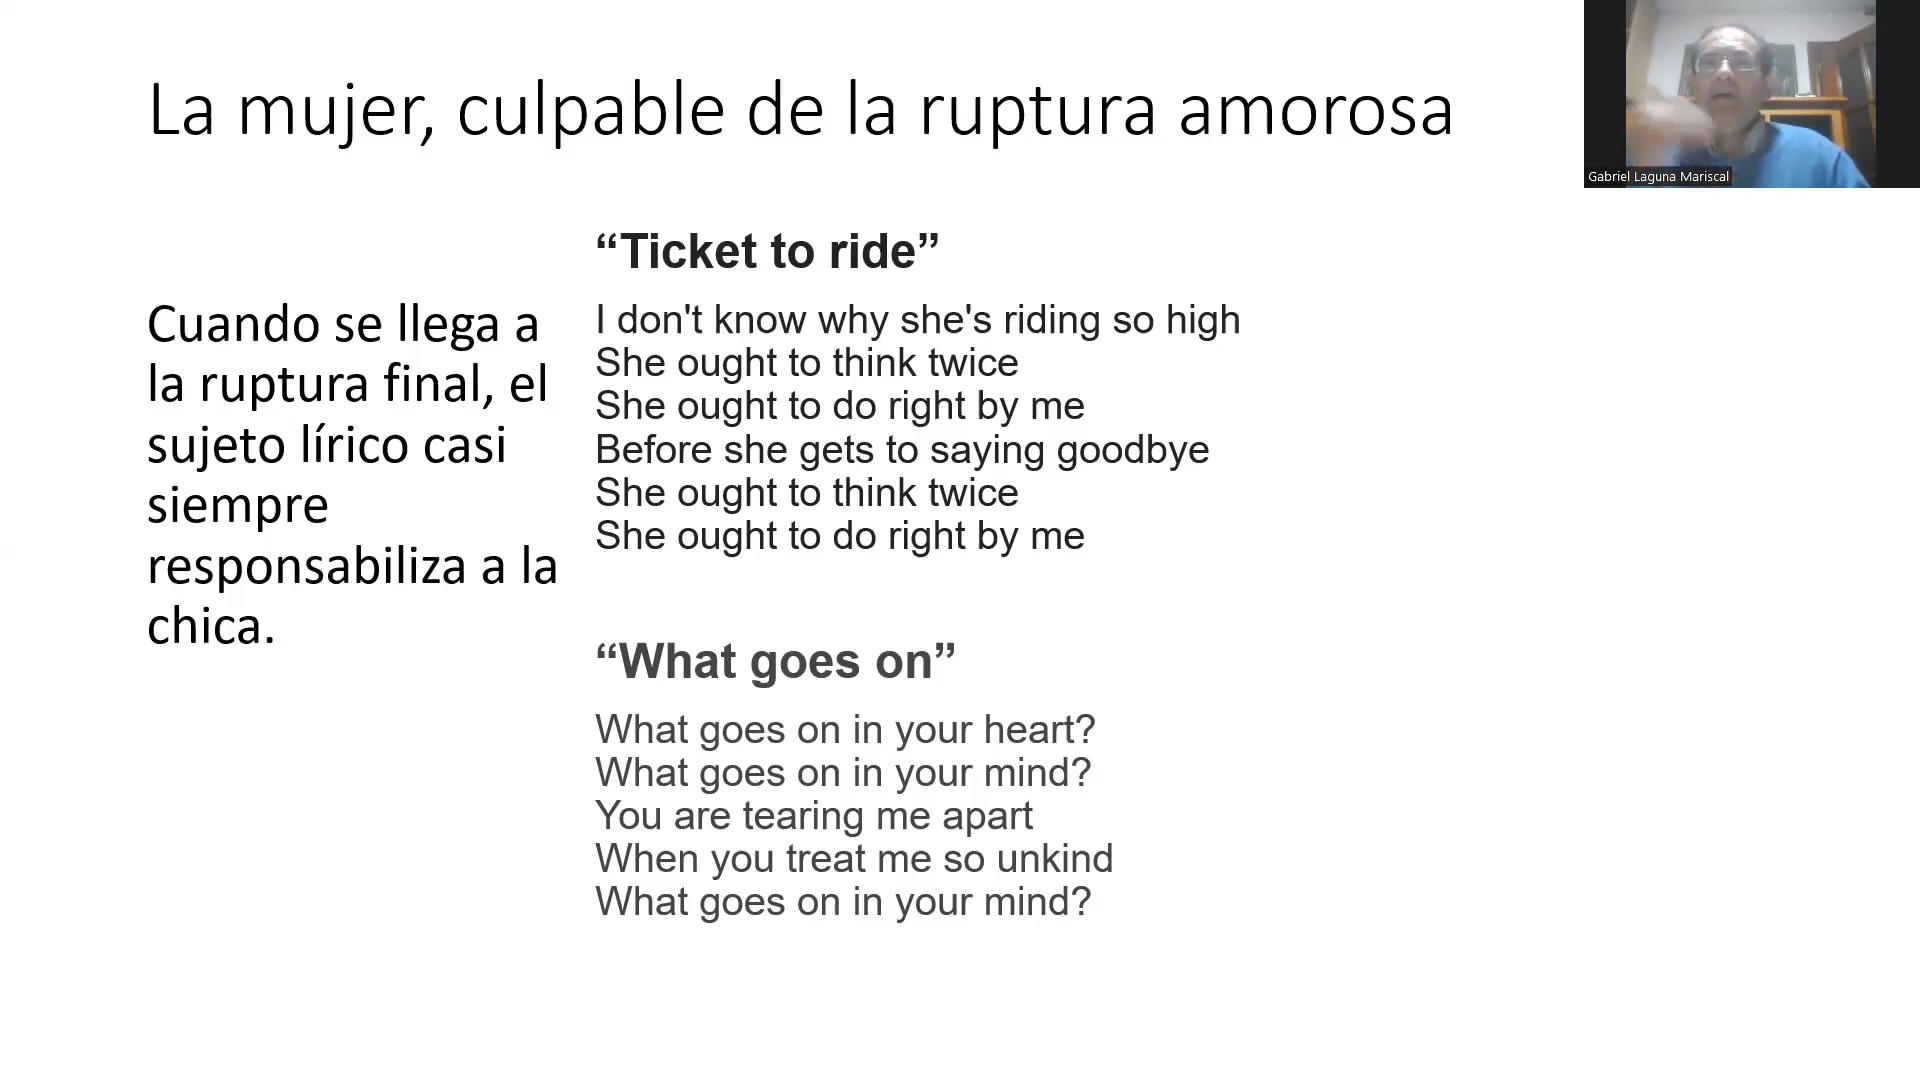 La mujer, culpable de la ruptura amorosa
Gabriel Laguna Mariscal
Cuando se llega a
la ruptura final, el
sujeto lírico casi
siempre
responsabiliza a la
chica.
“Ticket to ride”
I don't know why she's riding so high
She ought to think twice
She ought to do right by me
Before she gets to saying goodbye
She ought to think twice
She ought to do right by me
“What goes on”
What goes on in your heart?
What goes on in your mind?
You are tearing me apart
When you treat me so unkind
What goes on in your mind?